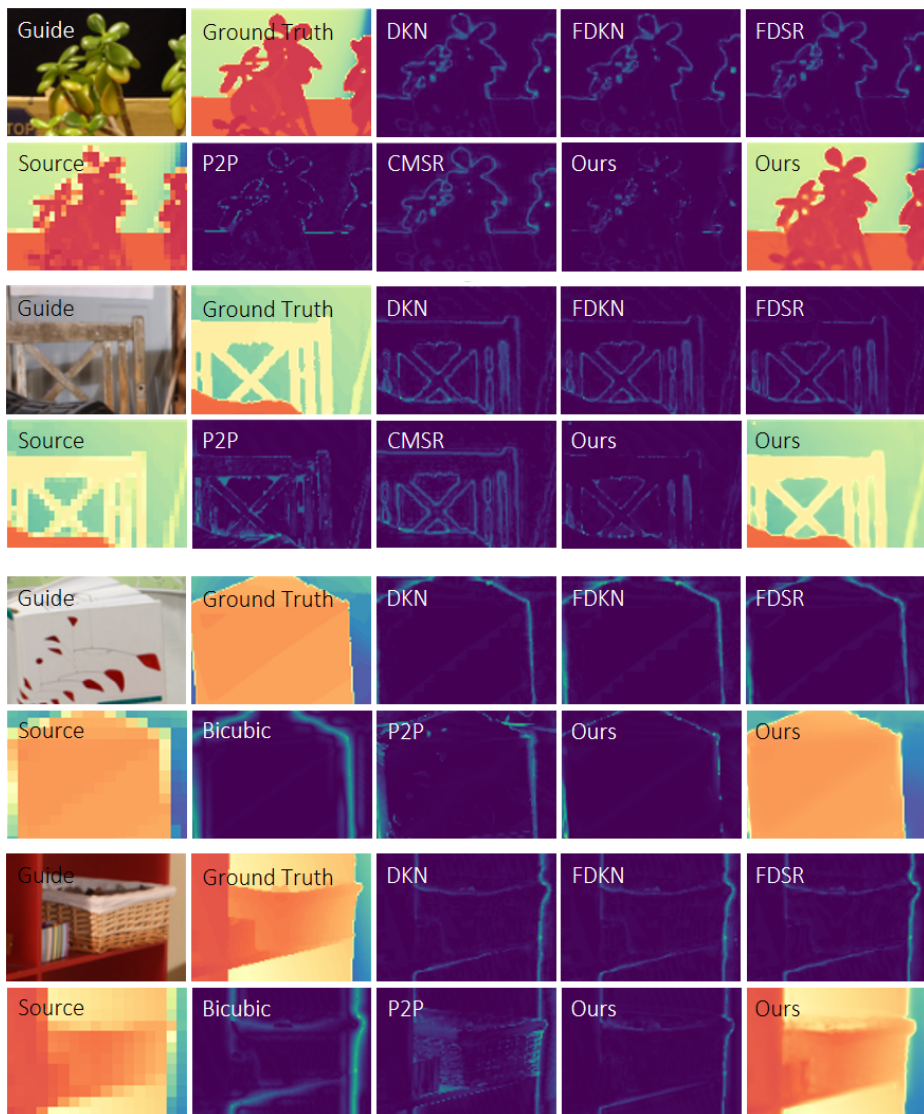 Guide
Ground Truth
DKN
FDKN
FDSR
TOP
Source
P2P
CMSR
Ours
Ours
Guide
Ground Truth
DKN
FDKN
FDSR
Source
P2P
CMSR
Ours
Ours
Guide
Ground Truth
DKN
FDKN
FDSR
Source
Bicubic
P2P
Ours
Ours
Guide
Ground Truth
DKN
FDKN
FDSR
Source
Bicubic
P2P
Ours
Ours